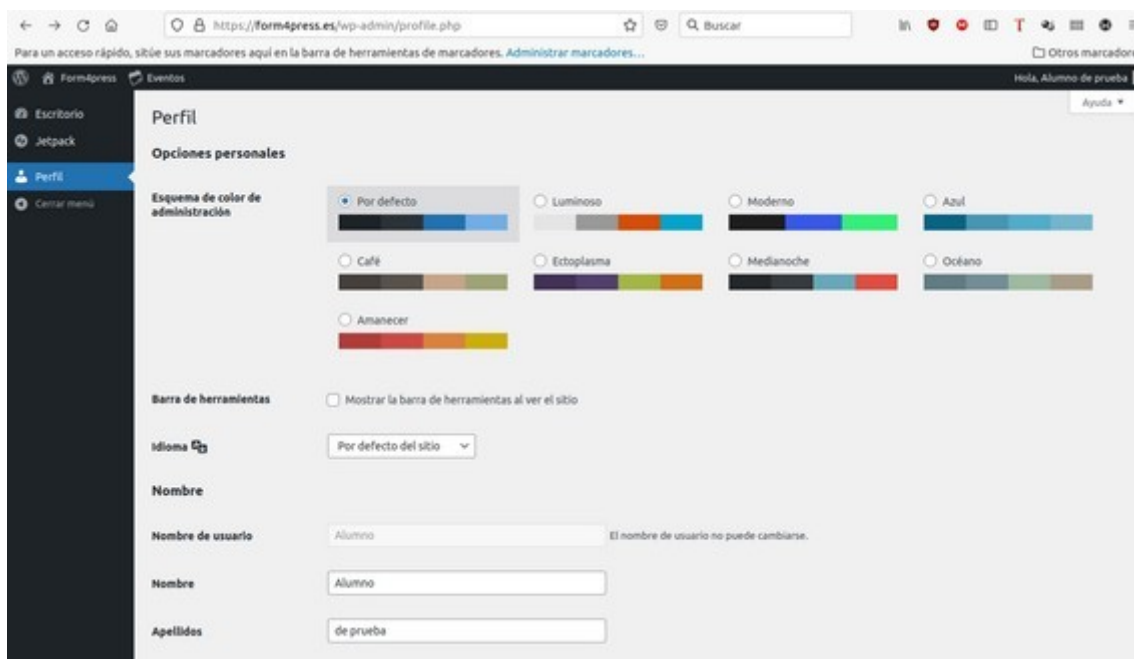 https://form4press.es/wp-admin/profile.php Buscar
Para un acceso rápido, sitúe sus marcadores aquí en la barra de herramientas de marcadores. Administrar marcadores... Otros marcadore
Form4press Eventos Hola, Alumno de prueba
Ayuda
Escritorio
Jetpack
Perfil
Cerrar menú
Perfil
Opciones personales
Esquema de color de
administración
Por defecto Luminoso Moderno Azul
Café Ectoplasma Medianoche Océano
Amanecer
Barra de herramientas Mostrar la barra de herramientas al ver el sitio
Idioma Por defecto del sitio
Nombre
Nombre de usuario Alumno El nombre de usuario no puede cambiarse.
Nombre Alumno
Apellidos de prueba